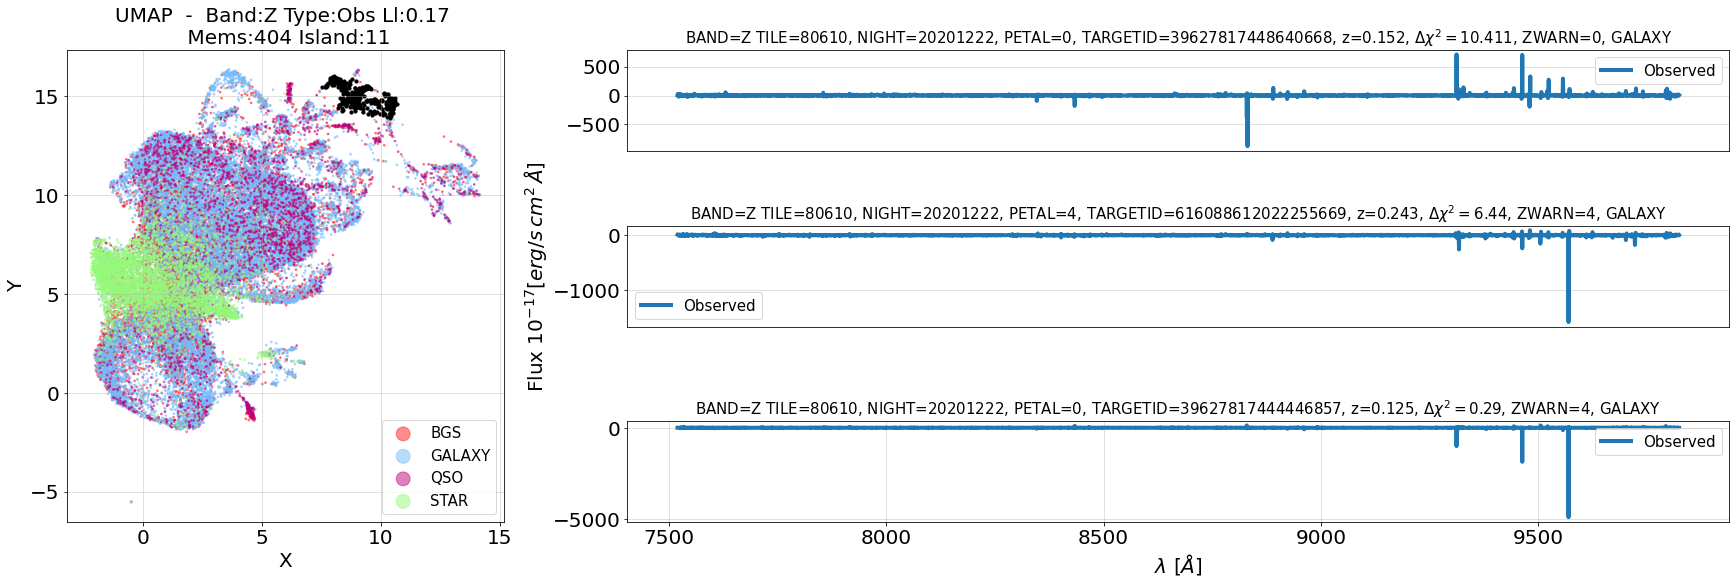 UMAP - Band:Z Type:Obs Ll:0.17
Mems:404 Island:11
Y
15
10
5
0
−5
0
5
10
15
X
BGS
GALAXY
QSO
STAR
Flux 10⁻¹⁷[erg/s cm² Å]
BAND=Z TILE=80610, NIGHT=20201222, PETAL=0, TARGETID=39627817448640668, z=0.152, Δχ² = 10.411, ZWARN=0, GALAXY
500
0
−500
Observed
BAND=Z TILE=80610, NIGHT=20201222, PETAL=4, TARGETID=616088612022255669, z=0.243, Δχ² = 6.44, ZWARN=4, GALAXY
0
−1000
Observed
BAND=Z TILE=80610, NIGHT=20201222, PETAL=0, TARGETID=39627817444446857, z=0.125, Δχ² = 0.29, ZWARN=4, GALAXY
0
−5000
Observed
7500
8000
8500
9000
9500
λ [Å]